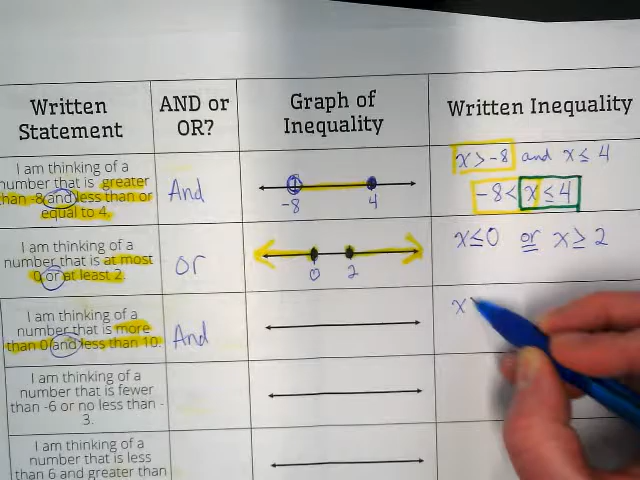 Written
Statement
AND or
OR?
Graph of
Inequality
Written Inequality
I am thinking of a
number that is greater
than -8 and less than or
equal to 4.
And
-8
4
x > -8 and x ≤ 4
-8 < x ≤ 4
I am thinking of a
number that is at most
0 or at least 2.
or
0
2
x ≤ 0 or x ≥ 2
I am thinking of a
number that is more
than 0 and less than 10.
And
x
I am thinking of a
number that is fewer
than -6 or no less than -
3.
I am thinking of a
number that is less
than 6 and greater than